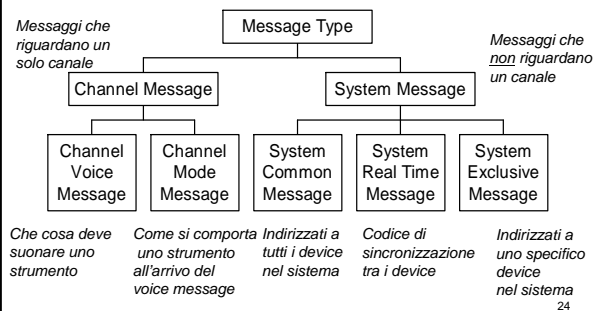 Messaggi che
riguardano un
solo canale
Message Type
Messaggi che
non riguardano
un canale
Channel Message
System Message
Channel
Voice
Message
Channel
Mode
Message
System
Common
Message
System
Real Time
Message
System
Exclusive
Message
Che cosa deve
suonare uno
strumento
Come si comporta
uno strumento
all'arrivo del
voice message
Indirizzati a
tutti i device
nel sistema
Codice di
sincronizzazione
tra i device
Indirizzati a
uno specifico
device
nel sistema
24